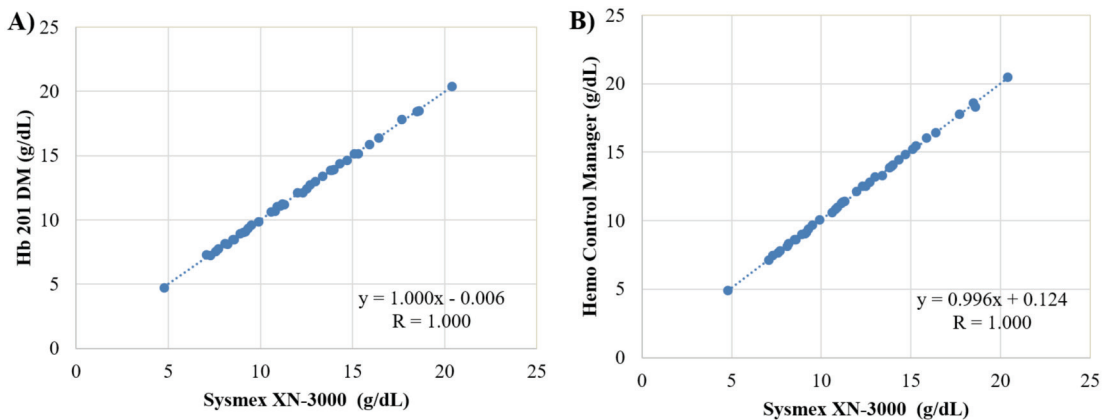 A)
25
20
15
10
5
0
Hb 201 DM (g/dL)
y = 1.000x - 0.006
R = 1.000
0 5 10 15 20 25
Sysmex XN-3000 (g/dL)
B)
25
20
15
10
5
0
Hemo Control Manager (g/dL)
y = 0.996x + 0.124
R = 1.000
0 5 10 15 20 25
Sysmex XN-3000 (g/dL)